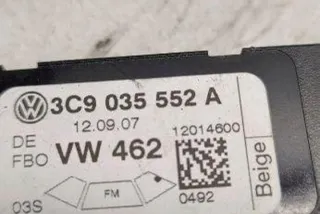 3C9 035 552 A
12.09.07
12014600
DE
FBO
VW 462
Beige
03S
FM
0492